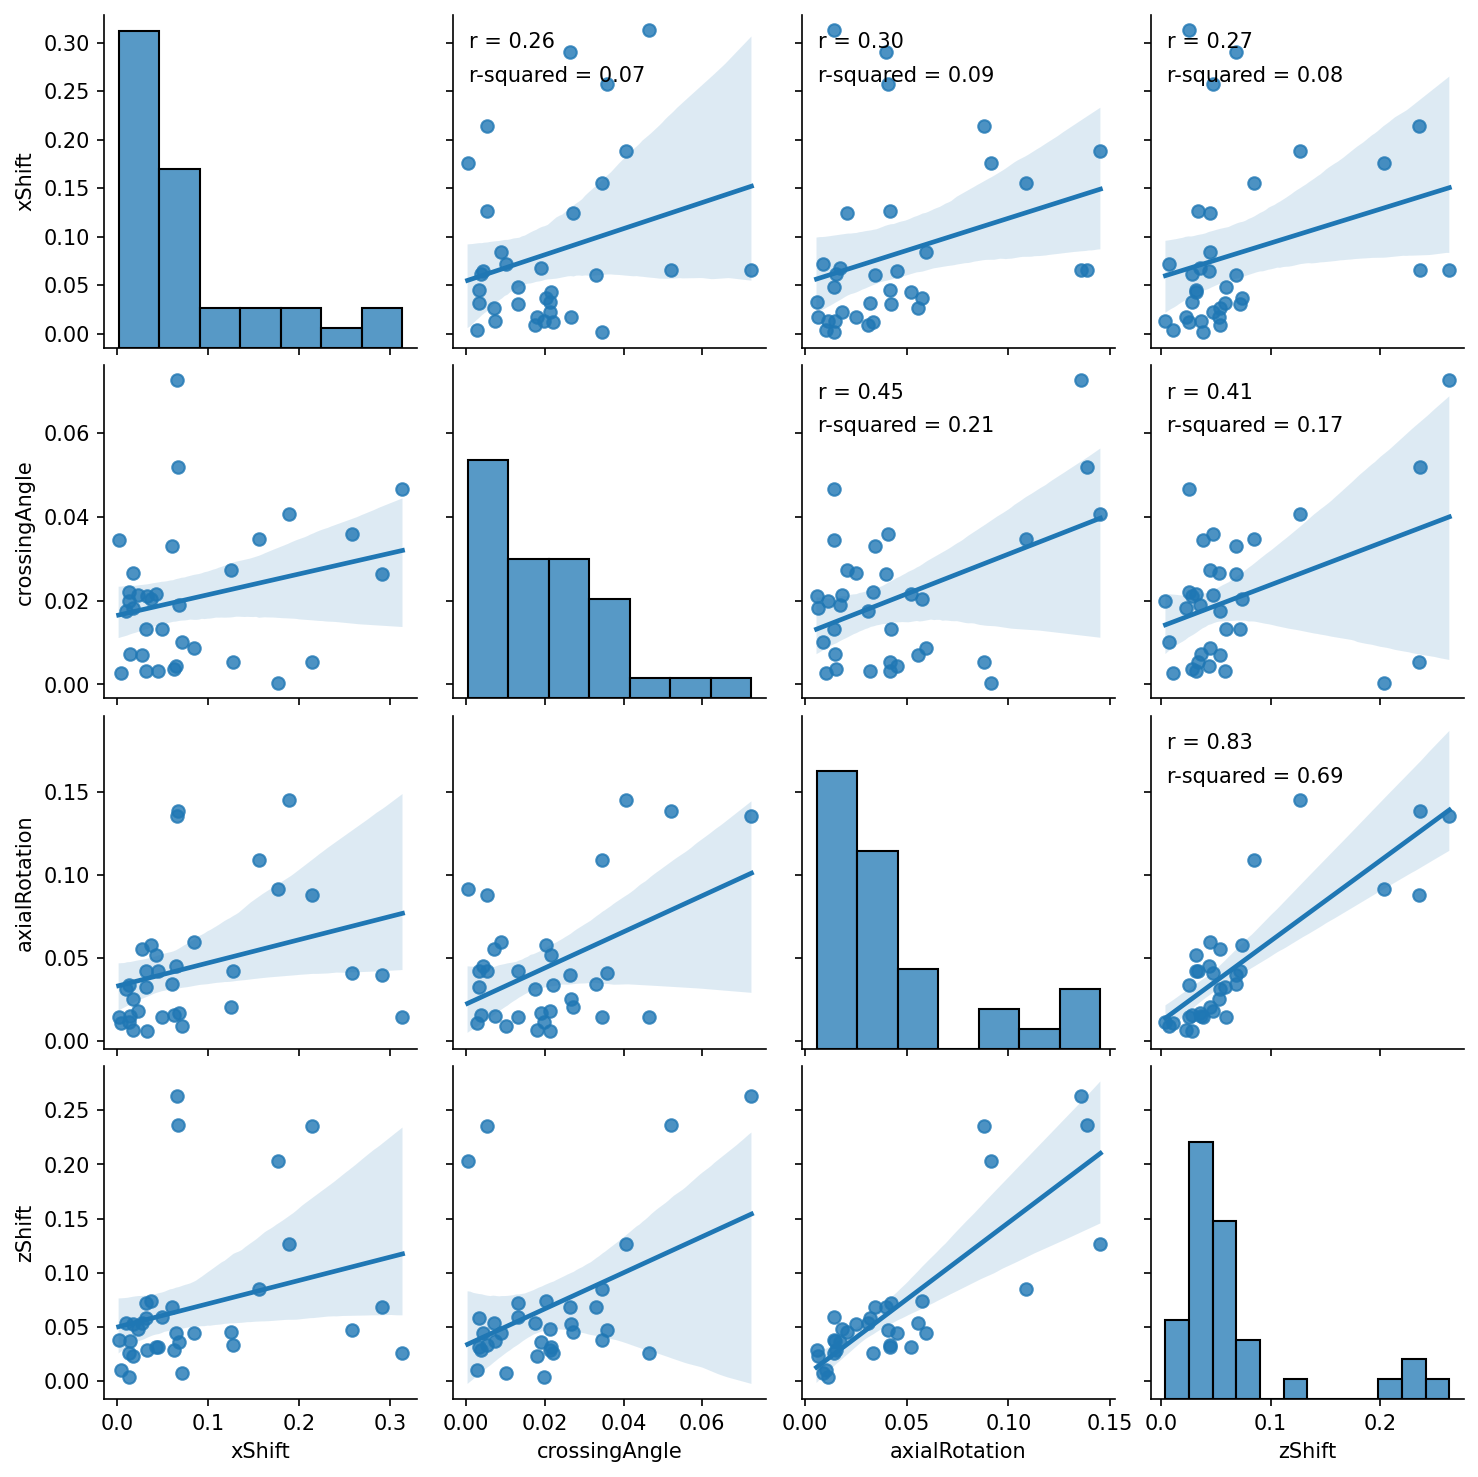 0.30
0.25
0.20
0.15
0.10
0.05
0.00
xShift
r = 0.26
r-squared = 0.07
r = 0.30
r-squared = 0.09
r = 0.27
r-squared = 0.08
0.06
0.04
0.02
0.00
crossingAngle
r = 0.45
r-squared = 0.21
r = 0.41
r-squared = 0.17
0.15
0.10
0.05
0.00
axialRotation
r = 0.83
r-squared = 0.69
0.25
0.20
0.15
0.10
0.05
0.00
zShift
0.0 0.1 0.2 0.3
xShift
0.00 0.02 0.04 0.06
crossingAngle
0.00 0.05 0.10 0.15
axialRotation
0.0 0.1 0.2
zShift